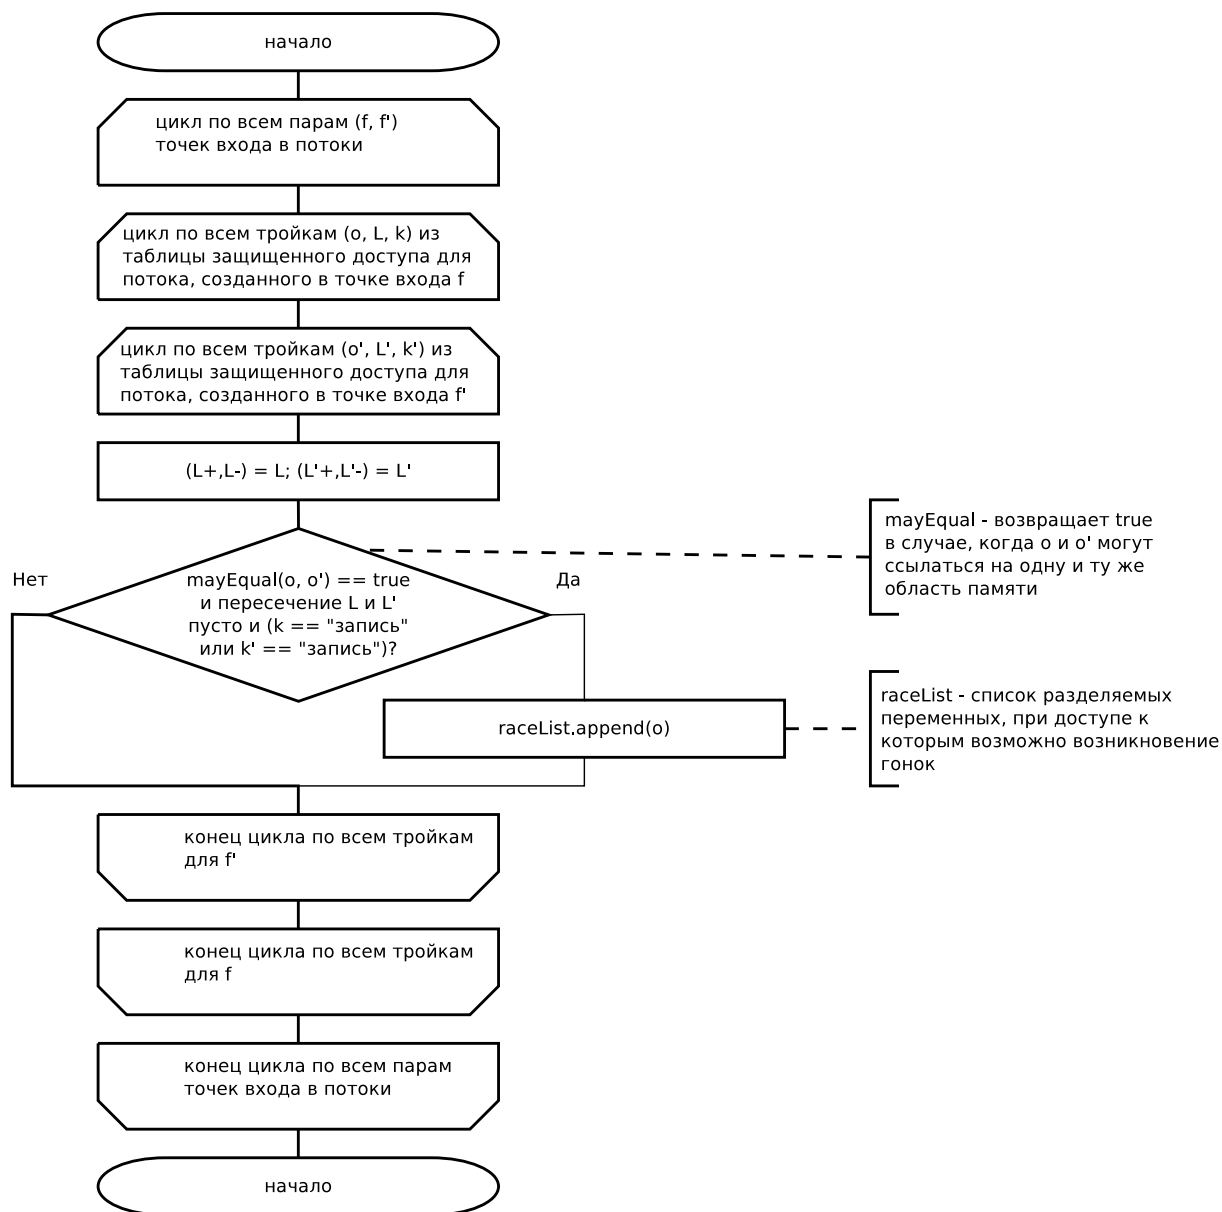 начало
цикл по всем парам (f, f')
точек входа в потоки
цикл по всем тройкам (o, L, k) из
таблицы защищенного доступа для
потока, созданного в точке входа f
цикл по всем тройкам (o', L', k') из
таблицы защищенного доступа для
потока, созданного в точке входа f'
(L+,L-) = L; (L'+,L'-) = L'
mayEqual - возвращает true
в случае, когда o и o' могут
ссылаться на одну и ту же
область памяти
Нет
Да
mayEqual(o, o') == true
и пересечение L и L'
пусто и (k == "запись"
или k' == "запись")?
raceList.append(o)
raceList - список разделяемых
переменных, при доступе к
которым возможно возникновение
гонок
конец цикла по всем тройкам
для f'
конец цикла по всем тройкам
для f
конец цикла по всем парам
точек входа в потоки
начало